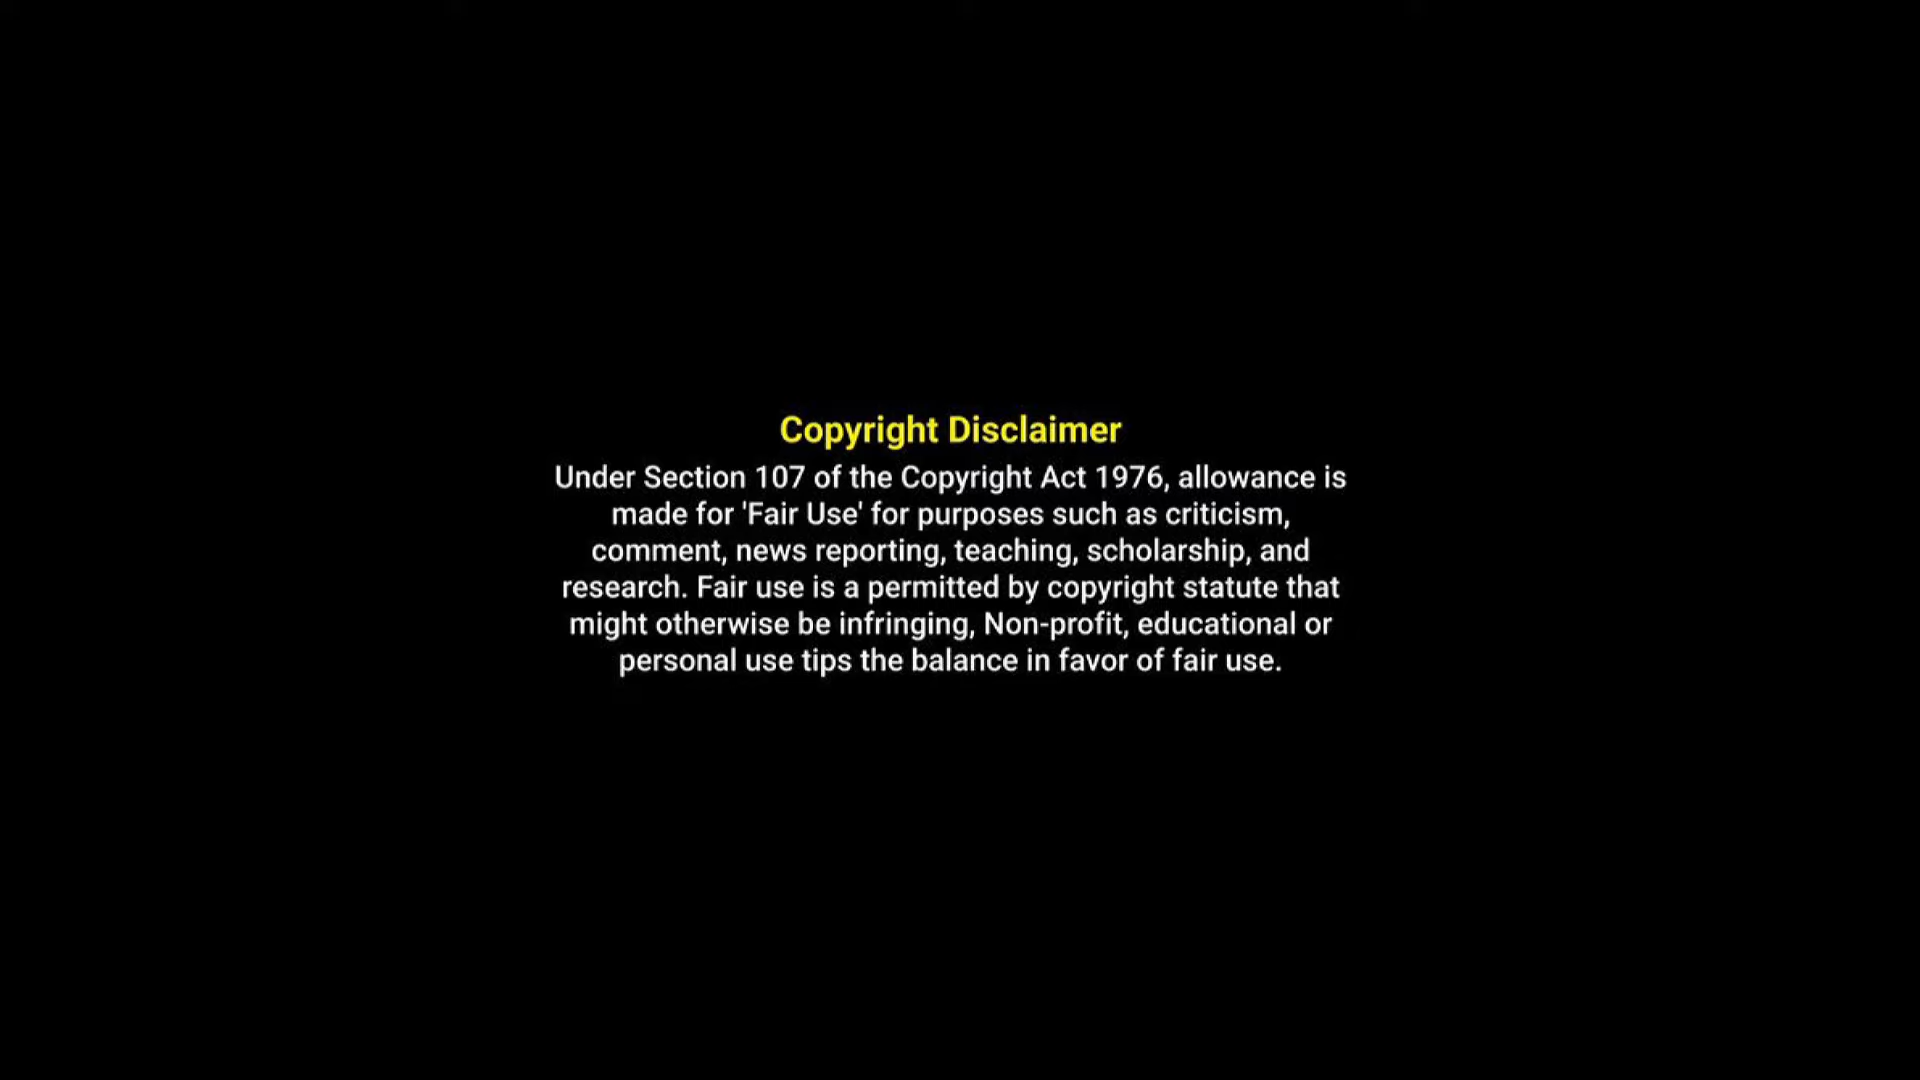 Copyright Disclaimer
Under Section 107 of the Copyright Act 1976, allowance is
made for 'Fair Use' for purposes such as criticism,
comment, news reporting, teaching, scholarship, and
research. Fair use is a permitted by copyright statute that
might otherwise be infringing, Non-profit, educational or
personal use tips the balance in favor of fair use.